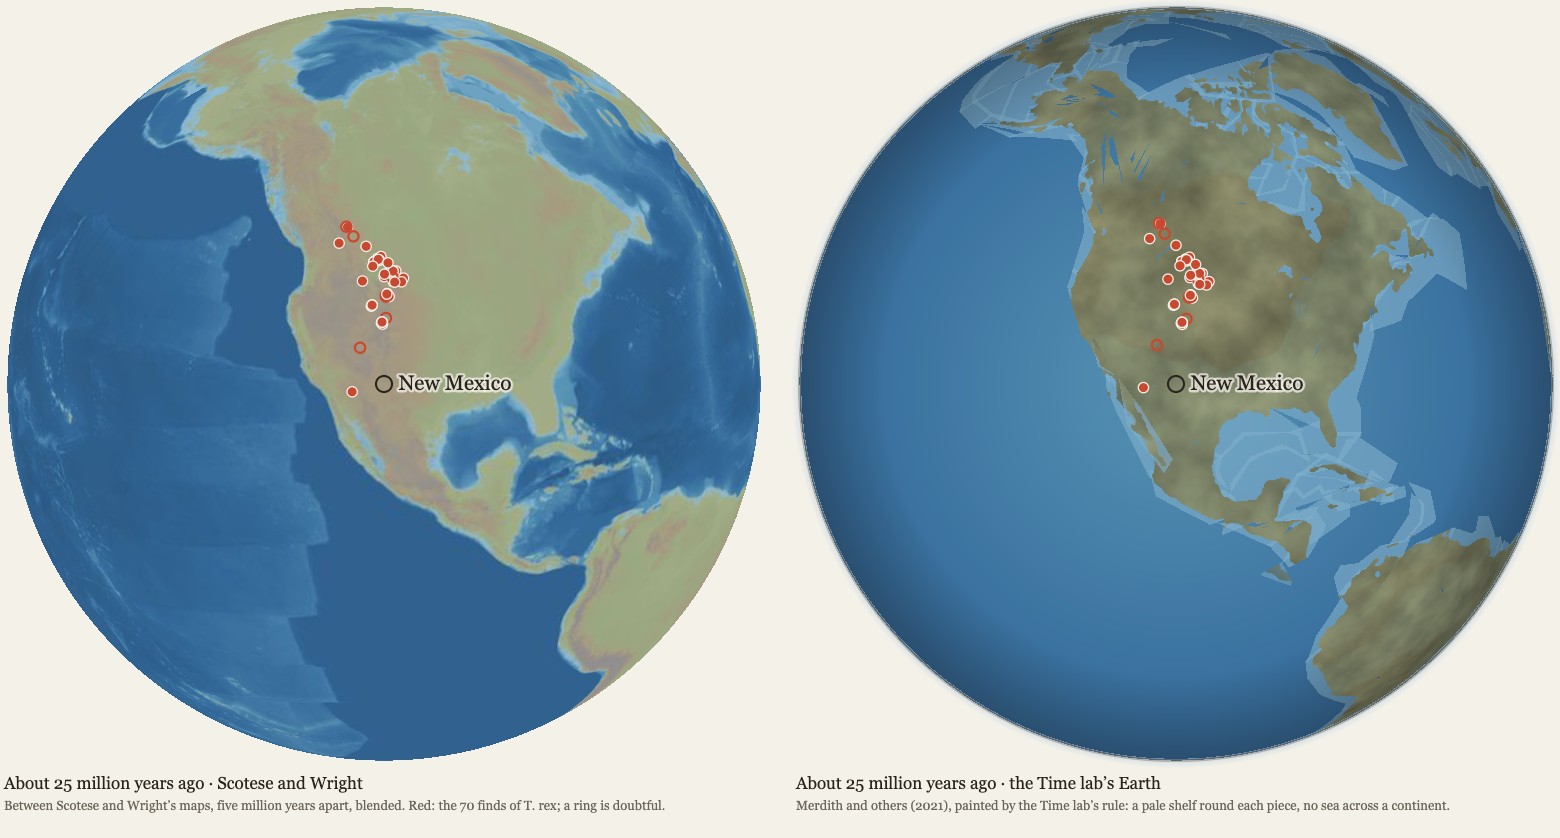 New Mexico
New Mexico
About 25 million years ago · Scotese and Wright
Between Scotese and Wright's maps, five million years apart, blended. Red: the 70 finds of T. rex; a ring is doubtful.
About 25 million years ago · the Time lab's Earth
Merdith and others (2021), painted by the Time lab's rule: a pale shelf round each piece, no sea across a continent.